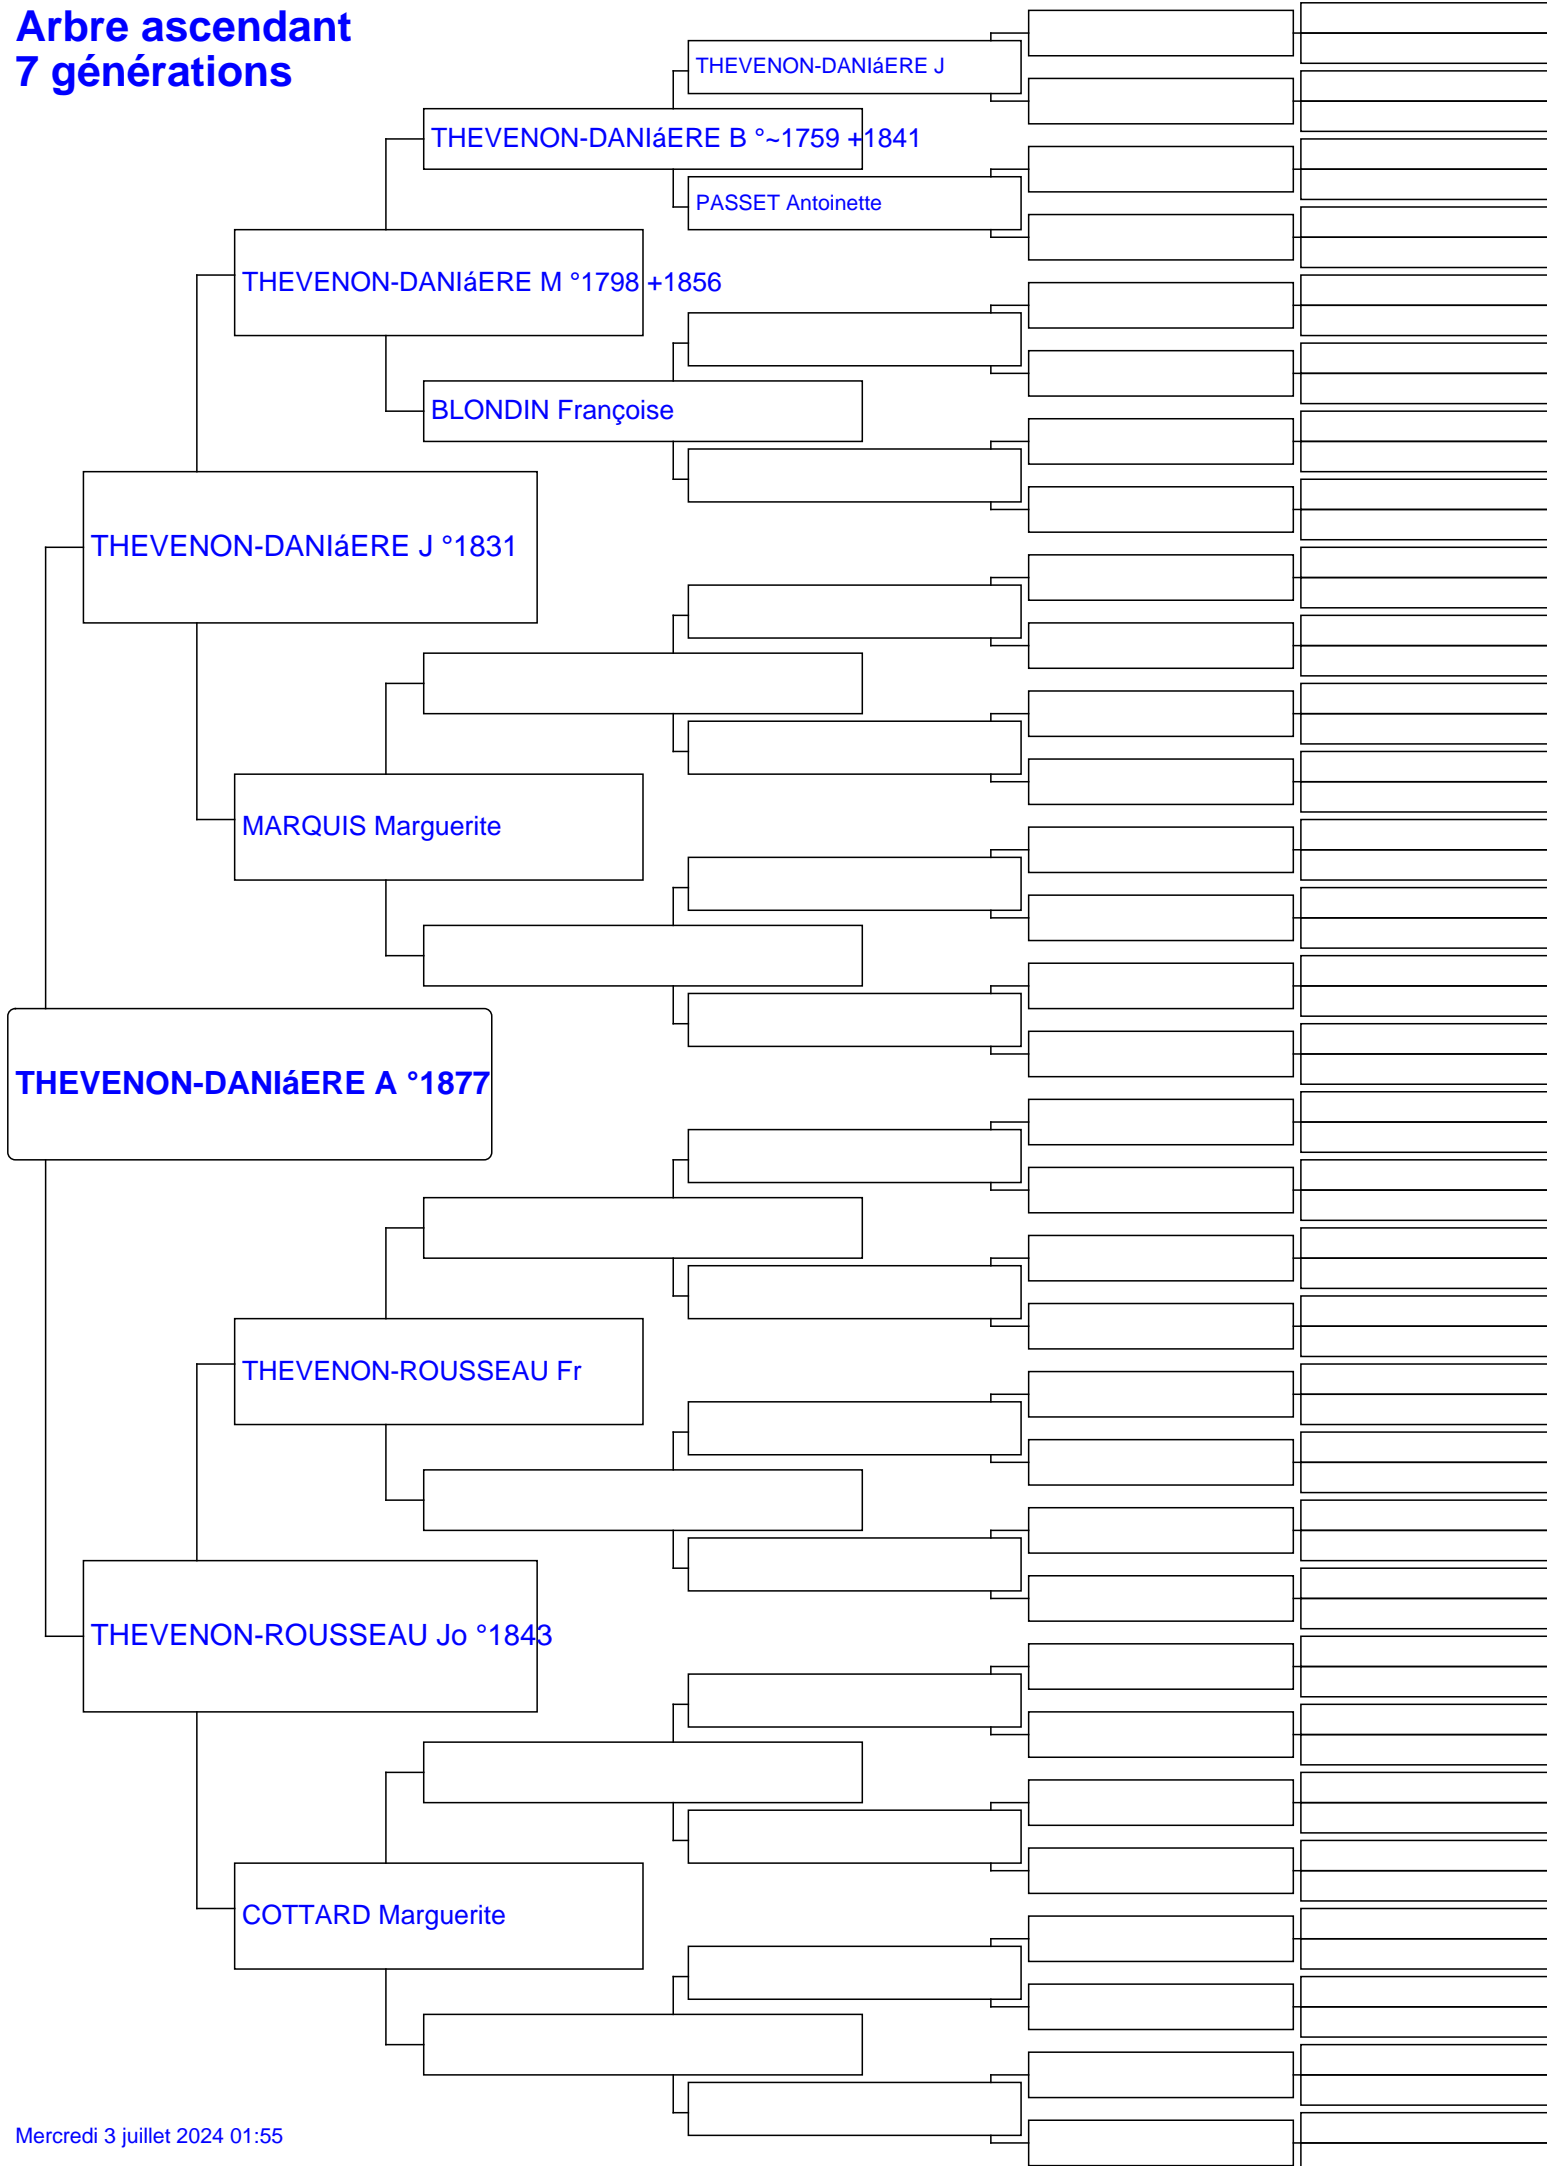 Arbre ascendant
7 générations
THEVENON-DANIáERE J
THEVENON-DANIáERE B °~1759 +1841
PASSET Antoinette
THEVENON-DANIáERE M °1798 +1856
BLONDIN Françoise
THEVENON-DANIáERE J °1831
MARQUIS Marguerite
THEVENON-DANIáERE A °1877
THEVENON-ROUSSEAU Fr
THEVENON-ROUSSEAU Jo °1843
COTTARD Marguerite
Mercredi 3 juillet 2024 01:55